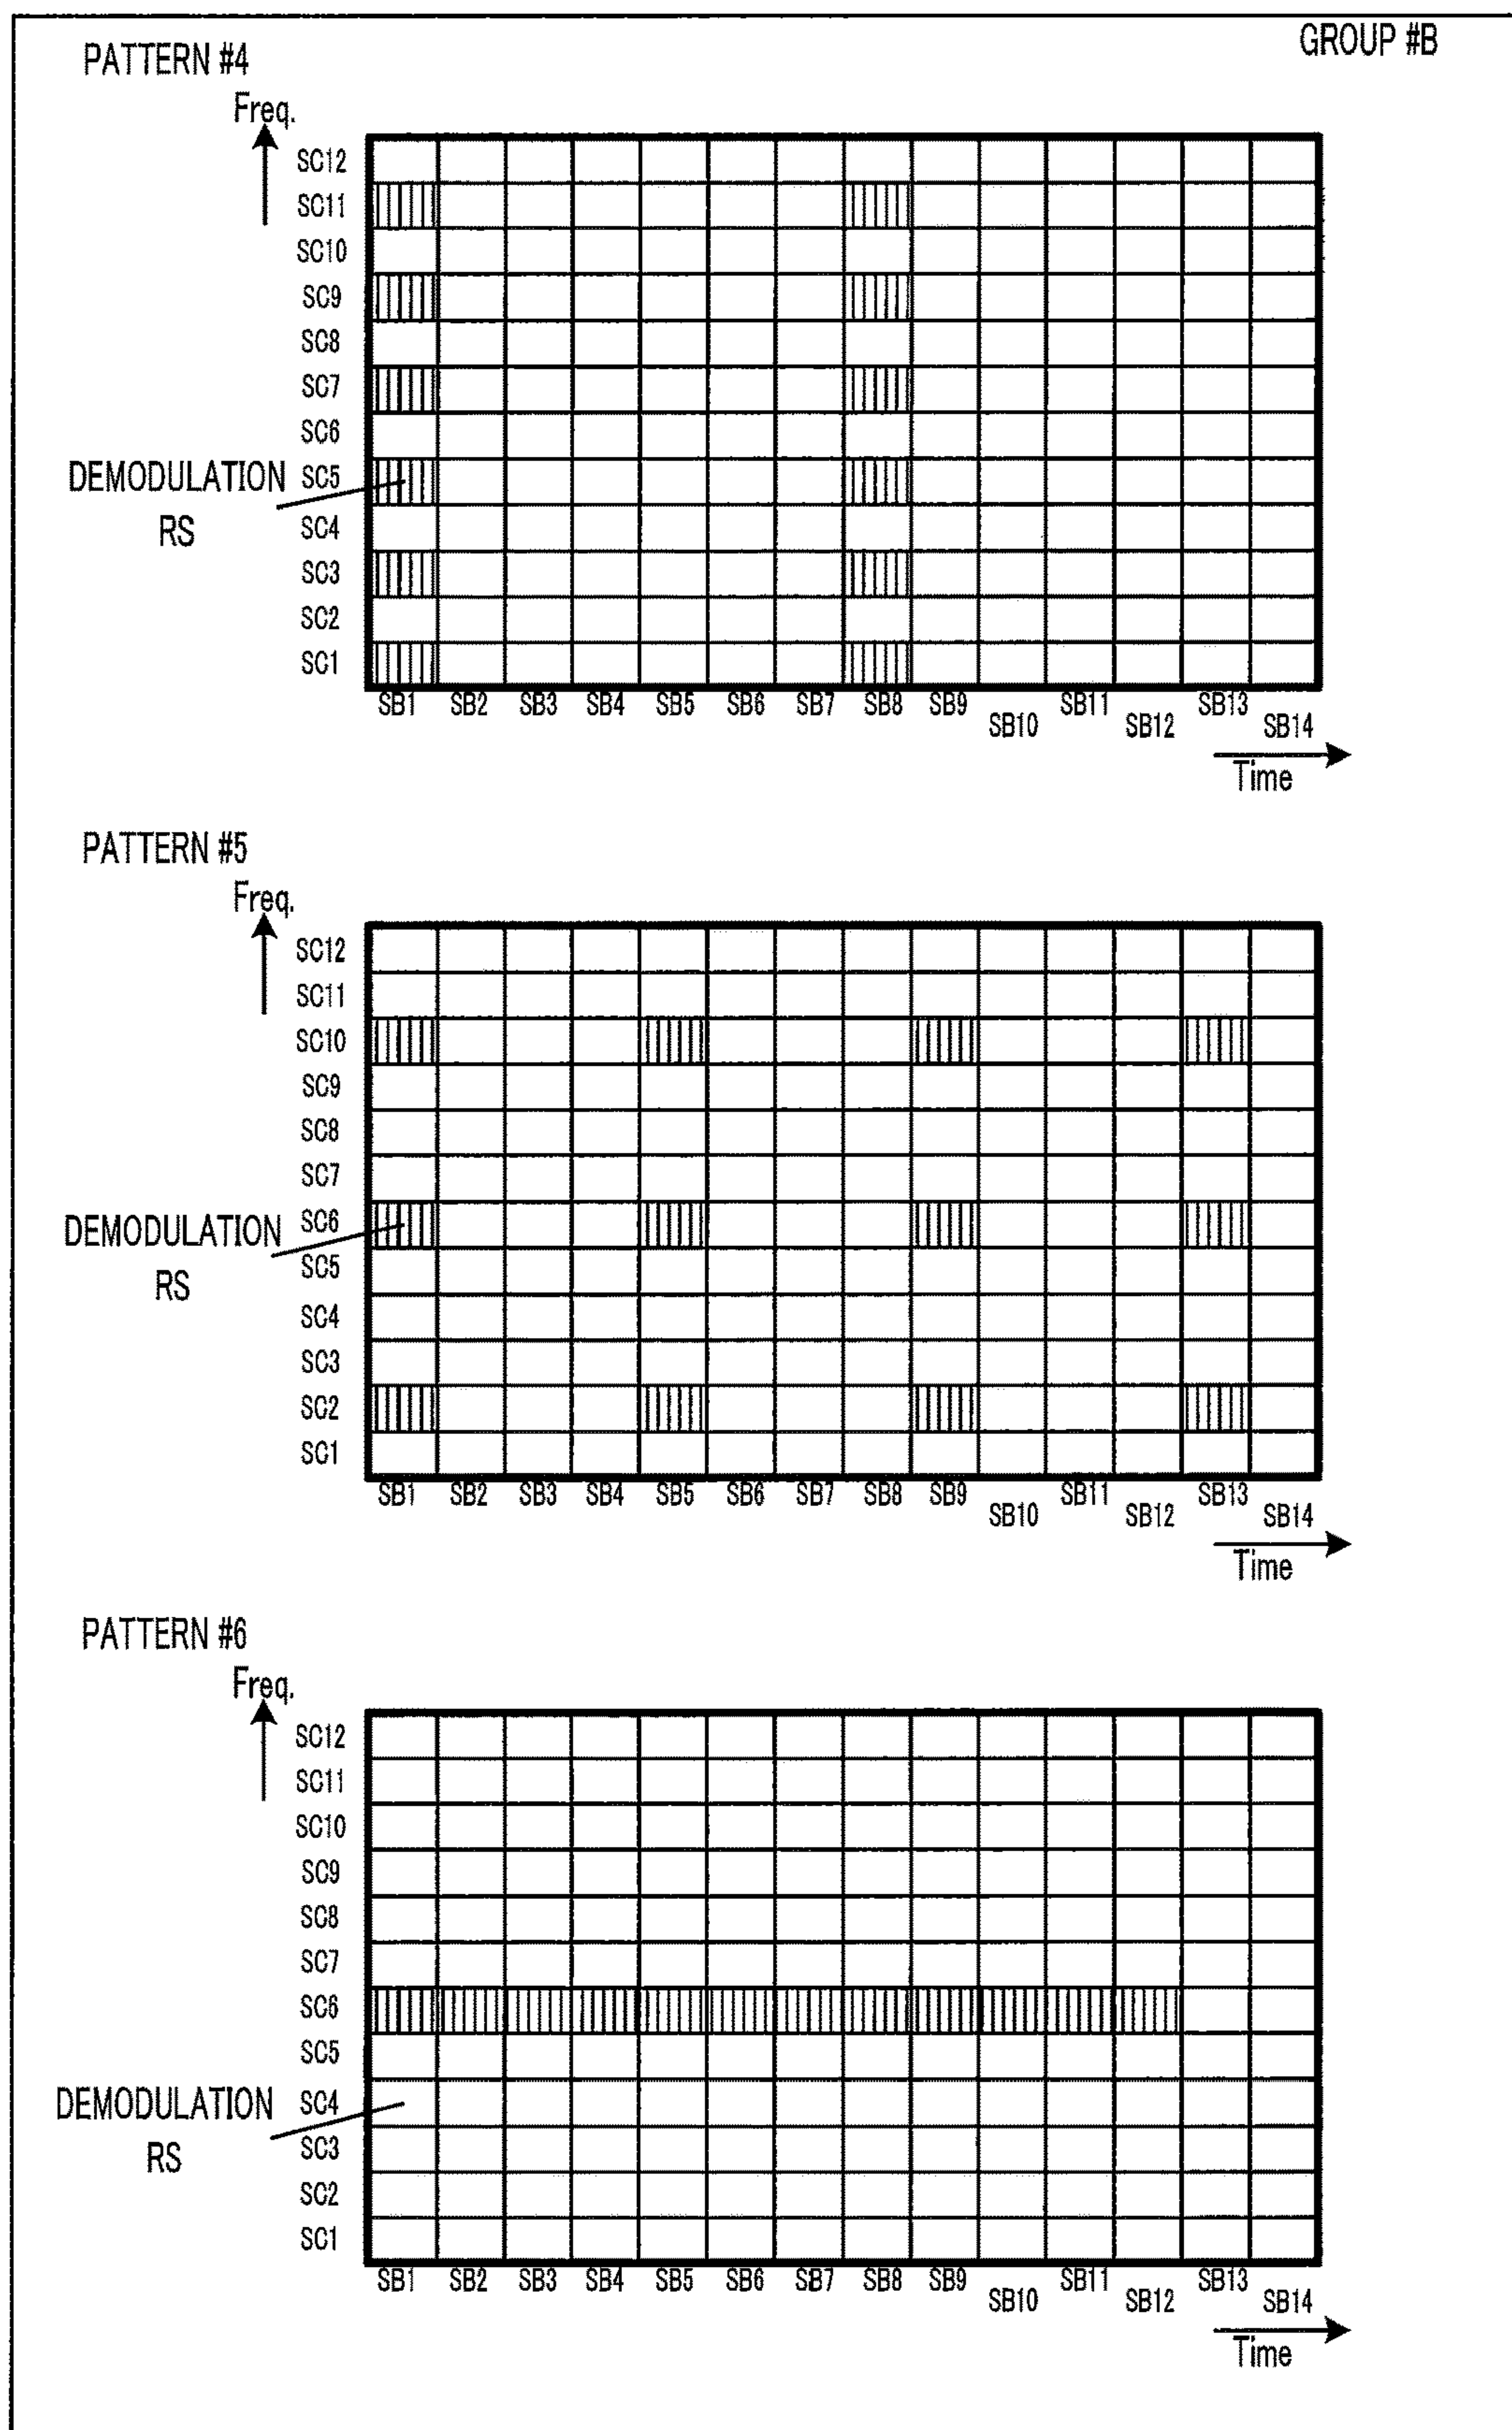 GROUP #B
PATTERN #4
Freq.
SC12
SC11
SC10
SC9
SC8
SC7
SC6
DEMODULATION SC5
RS
SC4
SC3
SC2
SC1
SB1 SB2 SB3 SB4 SB5 SB6 SB7 SB8 SB9 SB10 SB11 SB12 SB13 SB14
Time
PATTERN #5
Freq.
SC12
SC11
SC10
SC9
SC8
SC7
DEMODULATION SC6
RS
SC5
SC4
SC3
SC2
SC1
SB1 SB2 SB3 SB4 SB5 SB6 SB7 SB8 SB9 SB10 SB11 SB12 SB13 SB14
Time
PATTERN #6
Freq.
SC12
SC11
SC10
SC9
SC8
SC7
SC6
SC5
DEMODULATION SC4
RS
SC3
SC2
SC1
SB1 SB2 SB3 SB4 SB5 SB6 SB7 SB8 SB9 SB10 SB11 SB12 SB13 SB14
Time